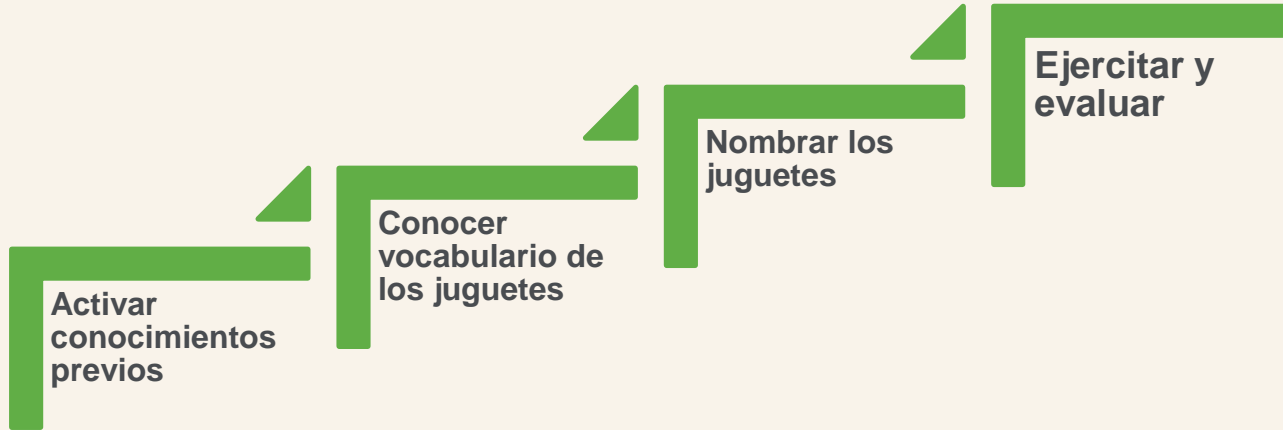 Activar
conocimientos
previos
Conocer
vocabulario de
los juguetes
Nombrar los
juguetes
Ejercitar y
evaluar